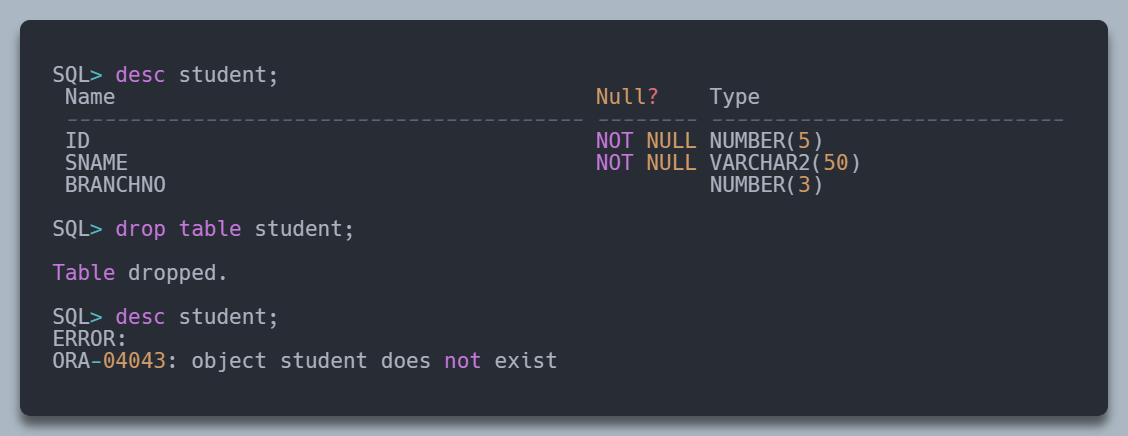 SQL> desc student;
 Name                                      Null?    Type
 ----------------------------------------- -------- ----------------------------
 ID                                        NOT NULL NUMBER(5)
 SNAME                                     NOT NULL VARCHAR2(50)
 BRANCHNO                                           NUMBER(3)
SQL> drop table student;
Table dropped.
SQL> desc student;
ERROR:
ORA-04043: object student does not exist